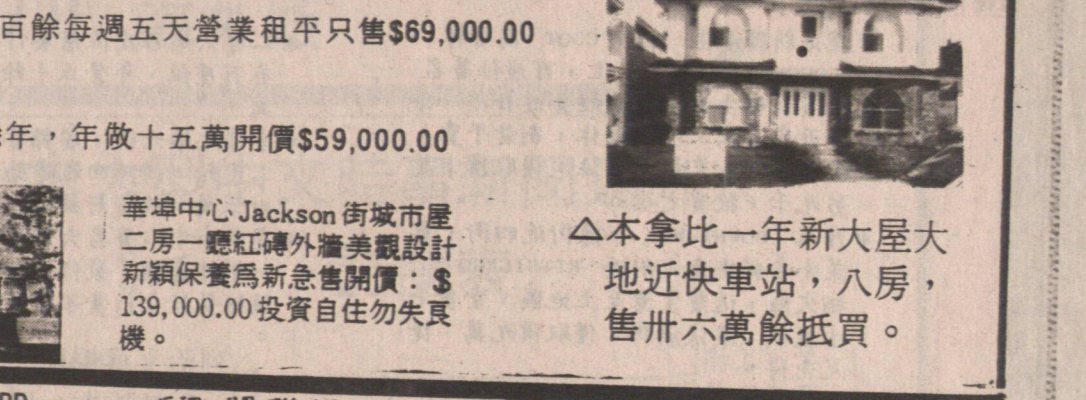 百餘每週五天營業租平只售$69,000.00
年，年做十五萬開價$59,000.00
華埠中心Jackson街城市屋
一房一廳紅磚外牆美觀設計
新穎保養爲新急售開價：$
139,000.00投資自住勿失良
機。
△本拿比一年新大屋大
地近快車站，八房，
售卅六萬餘抵買。